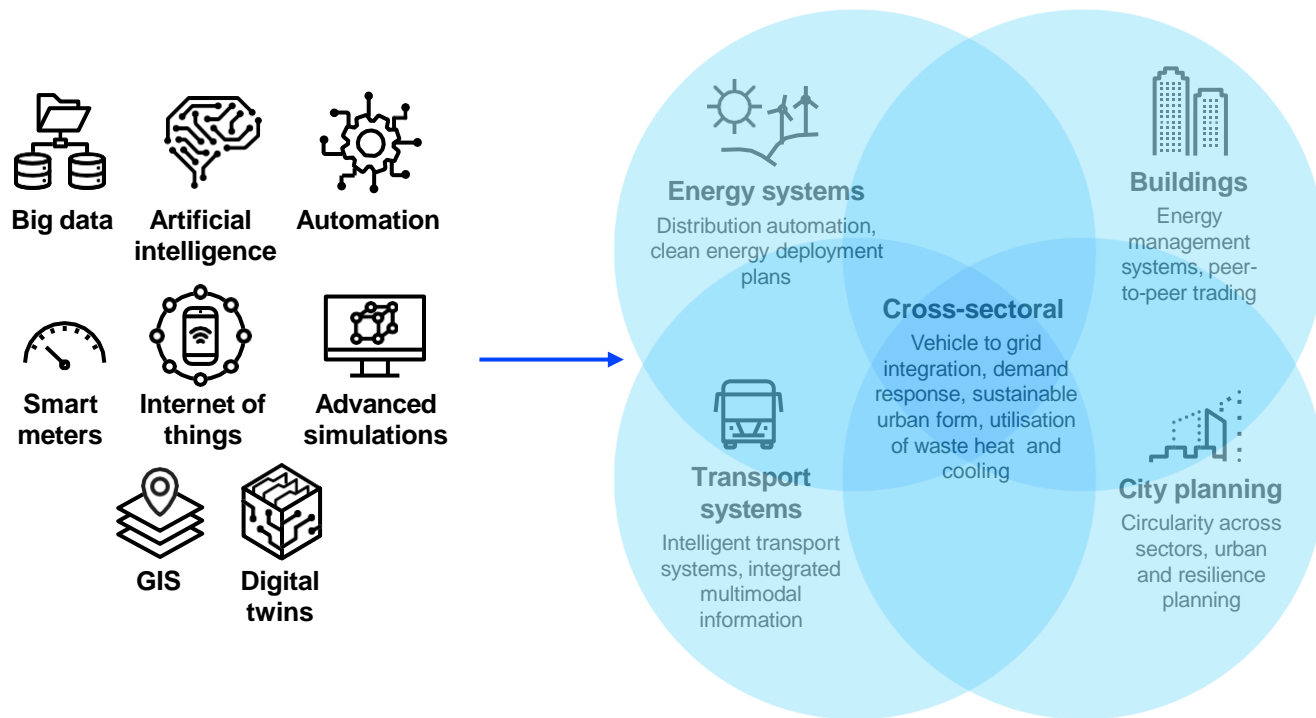 Big data
Artificial
intelligence
Automation
Smart
meters
Internet of
things
Advanced
simulations
GIS
Digital
twins
Energy systems
Distribution automation,
clean energy deployment
plans
Buildings
Energy
management
systems, peer-
to-peer trading
Cross-sectoral
Vehicle to grid
integration, demand
response, sustainable
urban form, utilisation
of waste heat and
cooling
Transport
systems
Intelligent transport
systems, integrated
multimodal
information
City planning
Circularity across
sectors, urban
and resilience
planning